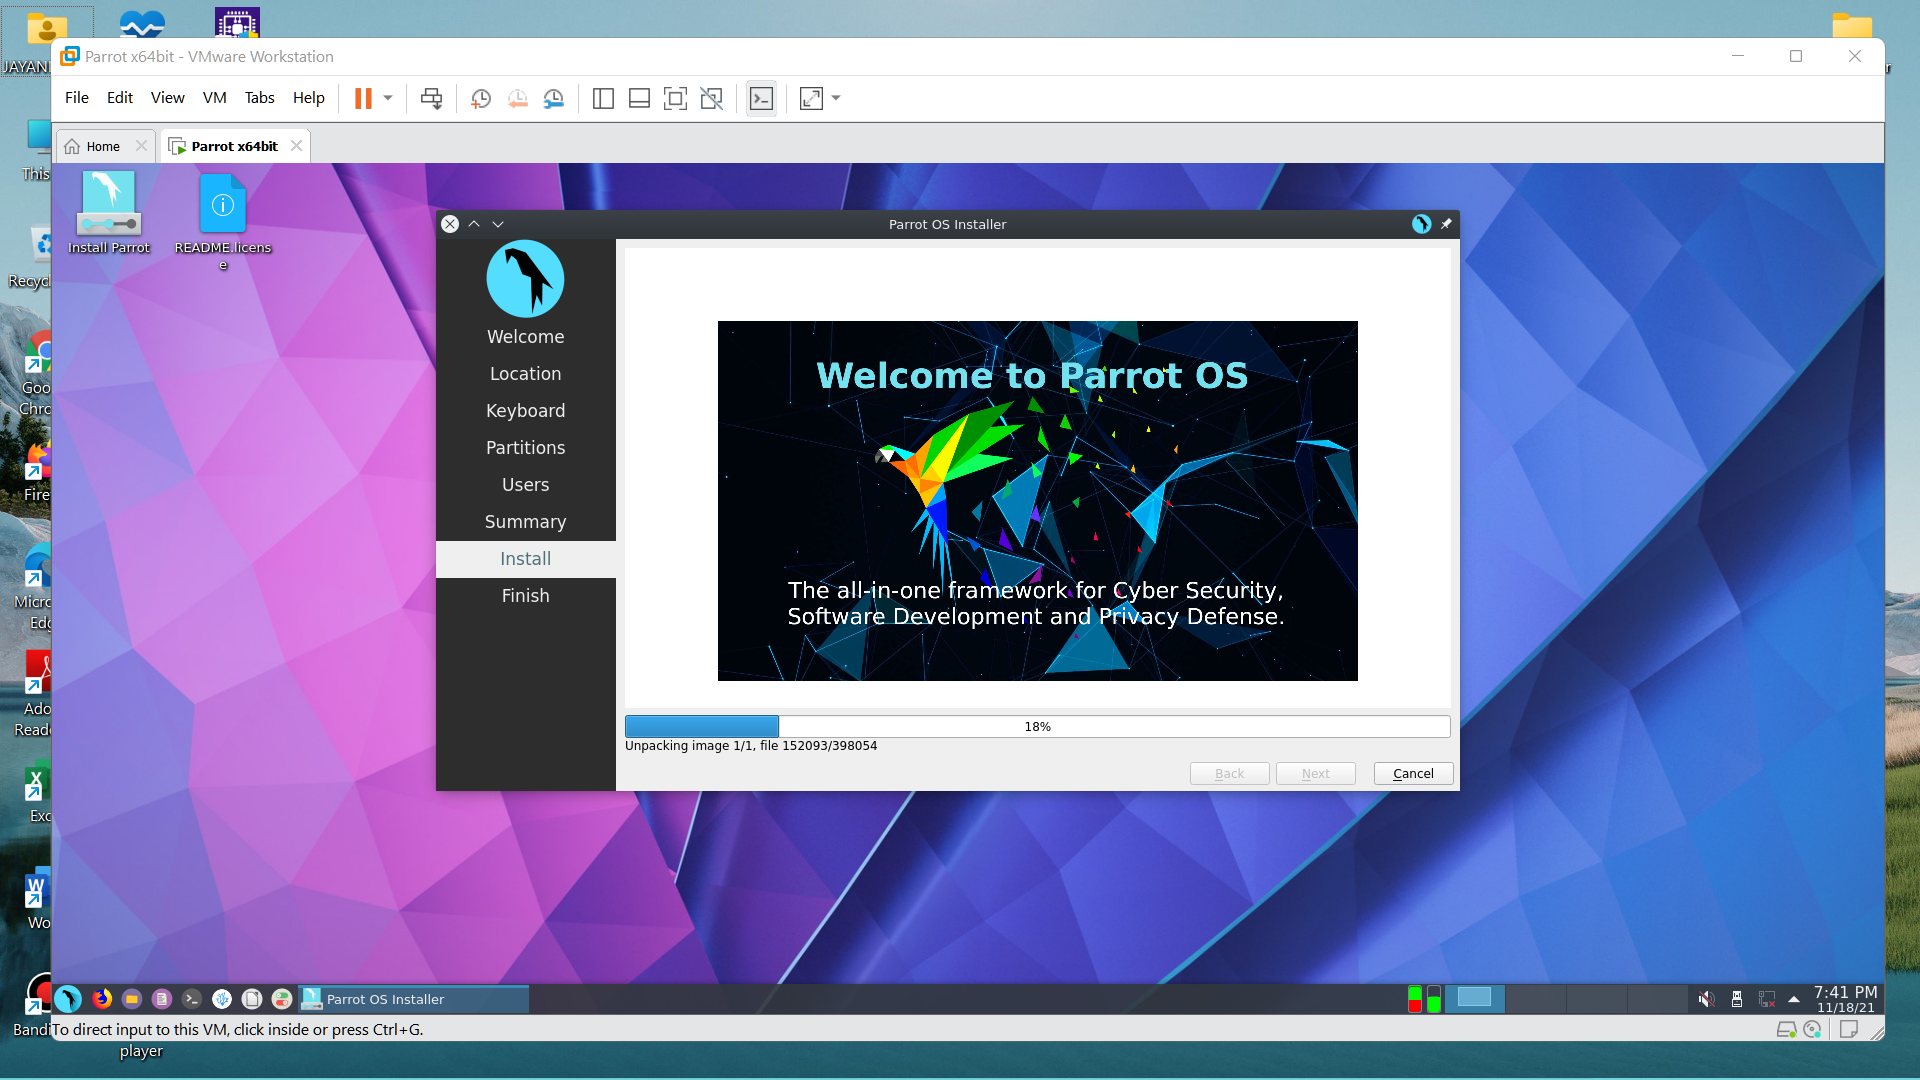 JAYAN
Parrot x64bit - VMware Workstation
File Edit View VM Tabs Help
Home
Parrot x64bit
This
Install Parrot
README.licens
e
Recyc
Parrot OS Installer
Welcome
Location
Keyboard
Partitions
Users
Summary
Install
Finish
Welcome to Parrot OS
The all-in-one framework for Cyber Security,
Software Development and Privacy Defense.
18%
Unpacking image 1/1, file 152093/398054
Back
Next
Cancel
Goo
Chro
Fire
Micro
Edg
Ado
Reade
Exc
Wo
Parrot OS Installer
7:41 PM
11/18/21
Bandi
To direct input to this VM, click inside or press Ctrl+G.
player